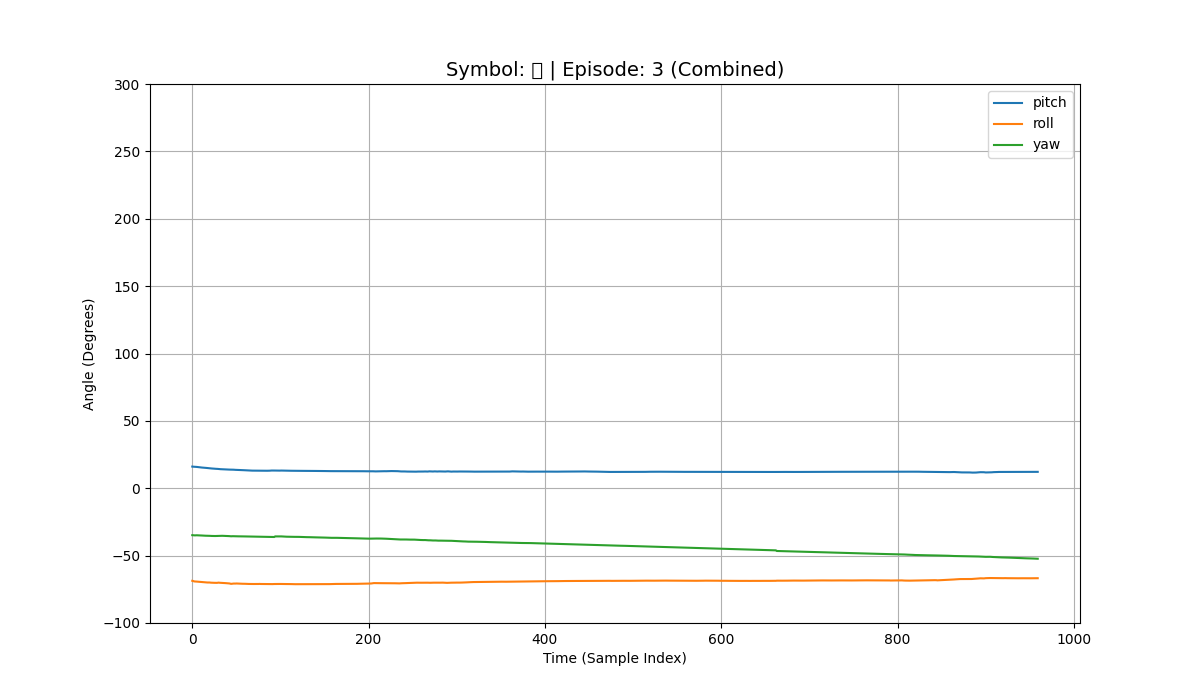 Symbol: | Episode: 3 (Combined)
300
250
200
150
100
50
0
−50
−100
Angle (Degrees)
pitch
roll
yaw
0 200 400 600 800 1000
Time (Sample Index)